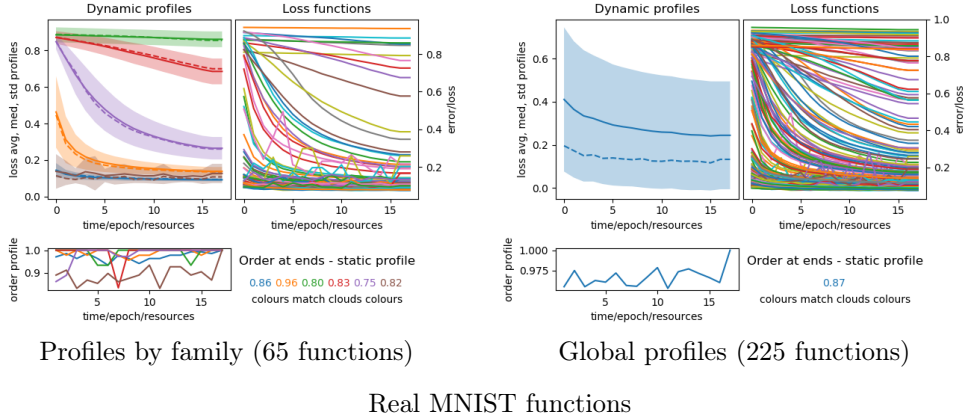 Dynamic profiles
Loss functions
loss avg, med, std profiles
0.8
0.6
0.4
0.2
0.0
0 5 10 15
time/epoch/resources
0 5 10 15
time/epoch/resources
0.8
0.6
0.4
0.2
error/loss
order profile
1.0
0.9
5 10 15
time/epoch/resources
Order at ends - static profile
0.86 0.96 0.80 0.83 0.75 0.82
colours match clouds colours
Profiles by family (65 functions)
Dynamic profiles
Loss functions
loss avg, med, std profiles
0.6
0.4
0.2
0.0
0 5 10 15
time/epoch/resources
0 5 10 15
time/epoch/resources
1.0
0.8
0.6
0.4
0.2
error/loss
order profile
1.000
0.975
5 10 15
time/epoch/resources
Order at ends - static profile
0.87
colours match clouds colours
Global profiles (225 functions)
Real MNIST functions